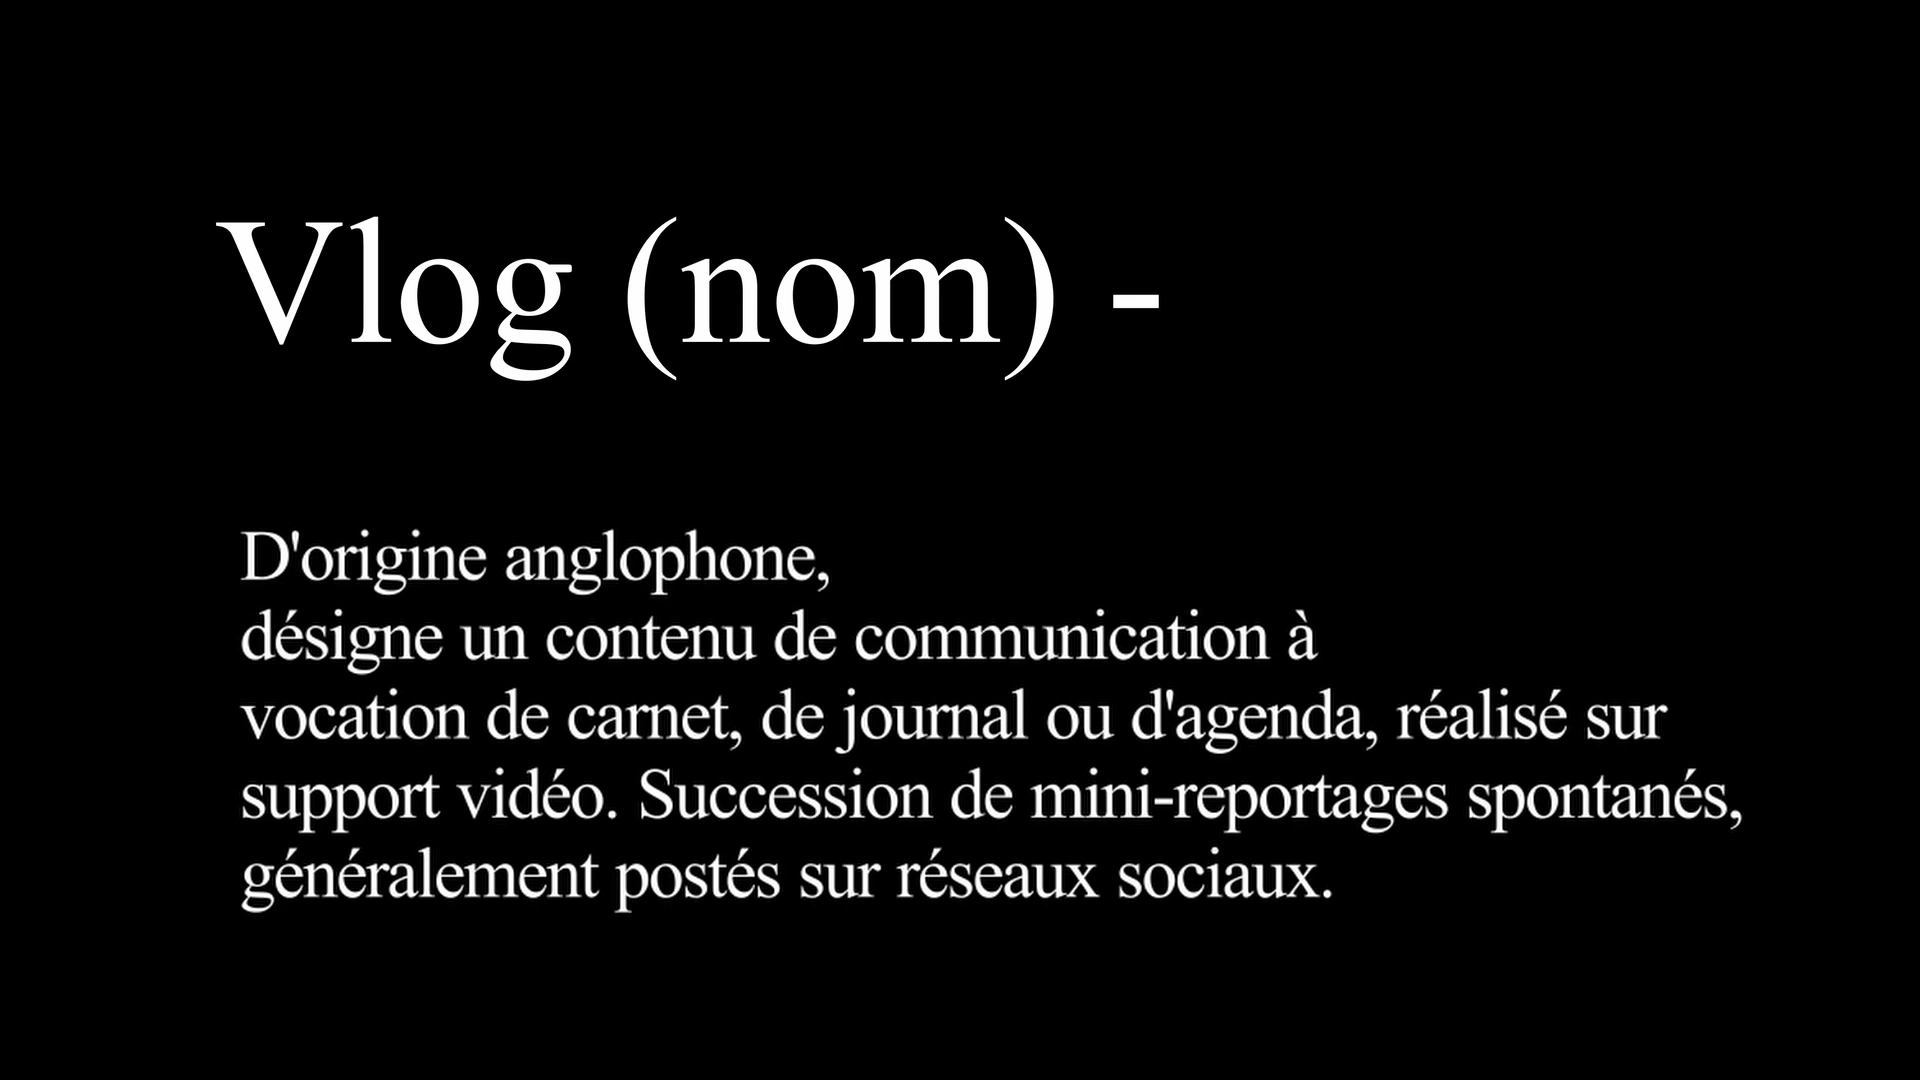 Vlog (nom) -
D'origine anglophone,
désigne un contenu de communication à
vocation de carnet, de journal ou d'agenda, réalisé sur
support vidéo. Succession de mini-reportages spontanés,
généralement postés sur réseaux sociaux.